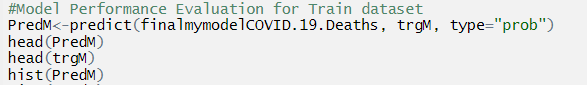 #Model Performance Evaluation for Train dataset
PredM<-predict(finalmymodelCOVID.19.Deaths, trgM, type="prob")
head(PredM)
head(trgM)
hist(PredM)